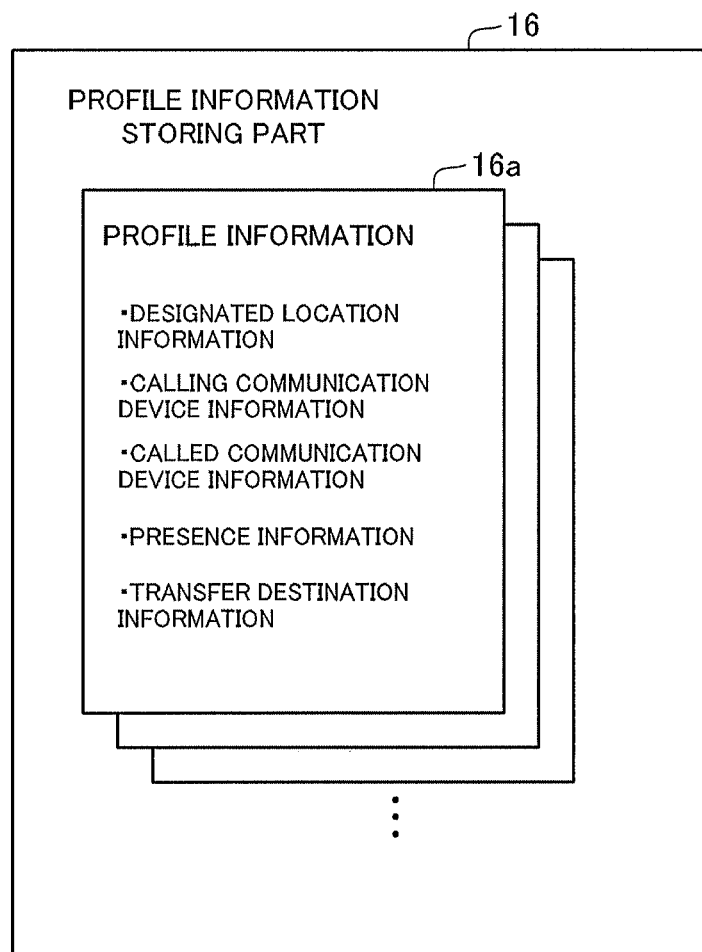 16
PROFILE INFORMATION
STORING PART
16a
PROFILE INFORMATION
・DESIGNATED LOCATION
INFORMATION
・CALLING COMMUNICATION
DEVICE INFORMATION
・CALLED COMMUNICATION
DEVICE INFORMATION
・PRESENCE INFORMATION
・TRANSFER DESTINATION
INFORMATION